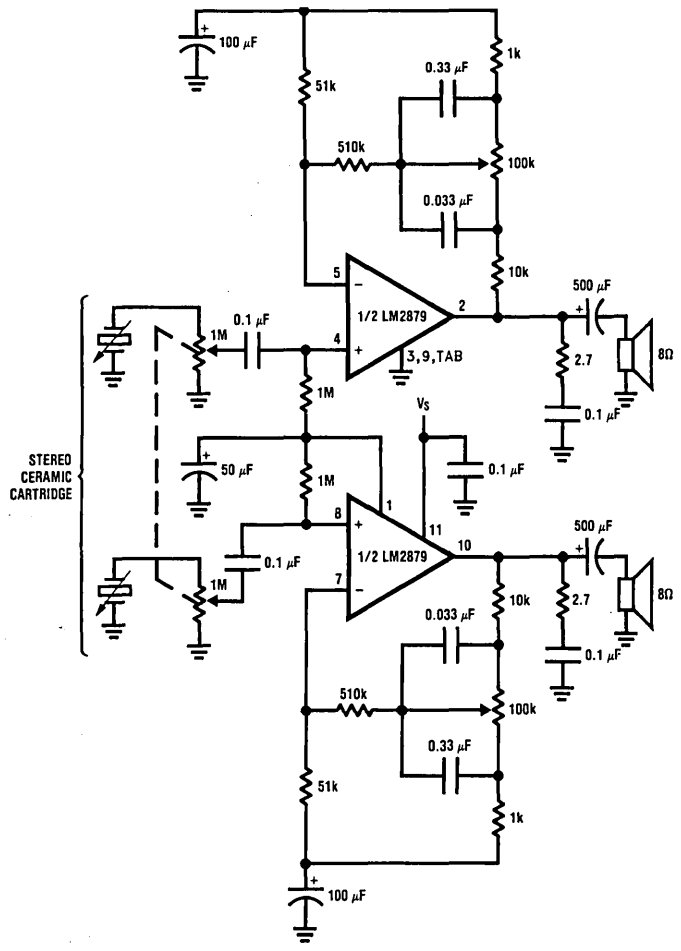 +
100 μF
1k
0.33 μF
51k
510k
100k
0.033 μF
10k
5
−
500 μF
+
1/2 LM2879
2
0.1 μF
1M
4
+
3,9,TAB
8Ω
2.7
1M
0.1 μF
VS
STEREO
CERAMIC
CARTRIDGE
+
50 μF
1M
1
0.1 μF
8
+
11
500 μF
+
1/2 LM2879
10
0.1 μF
7
−
1M
10k
2.7
8Ω
0.033 μF
0.1 μF
510k
100k
0.33 μF
51k
1k
+
100 μF